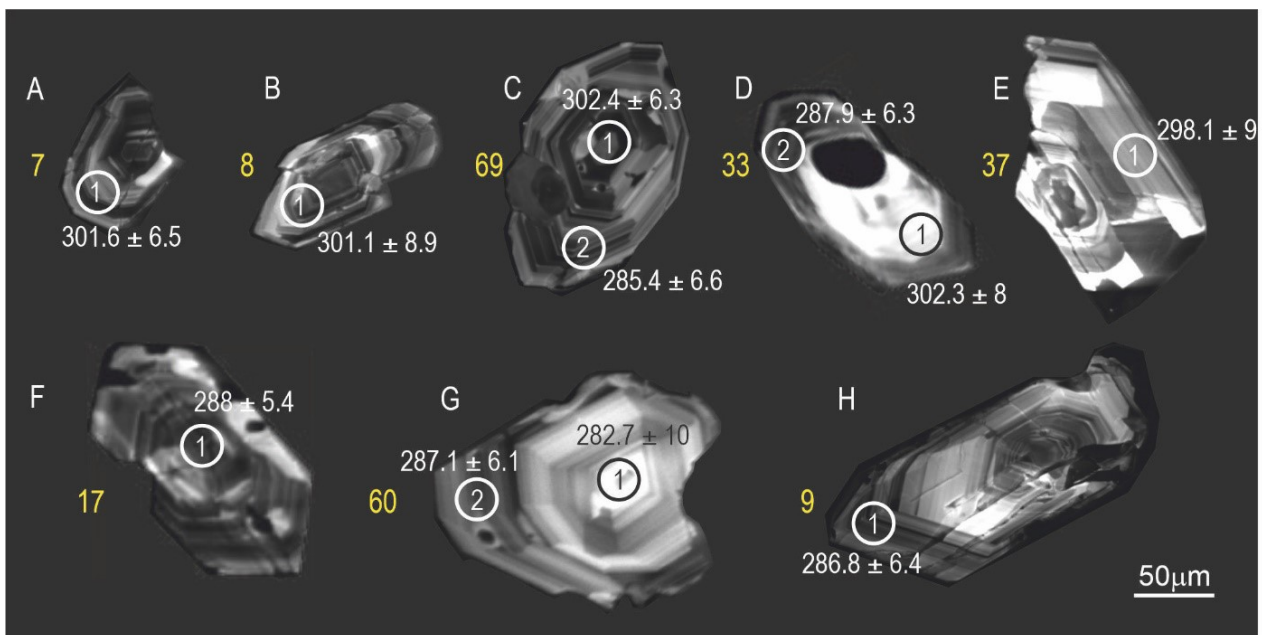 A
7
1
301.6 ± 6.5
B
8
1
301.1 ± 8.9
C
302.4 ± 6.3
1
69
2
285.4 ± 6.6
D
287.9 ± 6.3
2
33
1
302.3 ± 8
E
298.1 ± 9
1
37
F
288 ± 5.4
1
17
G
282.7 ± 10
287.1 ± 6.1
1
2
60
H
9
1
286.8 ± 6.4
50μm